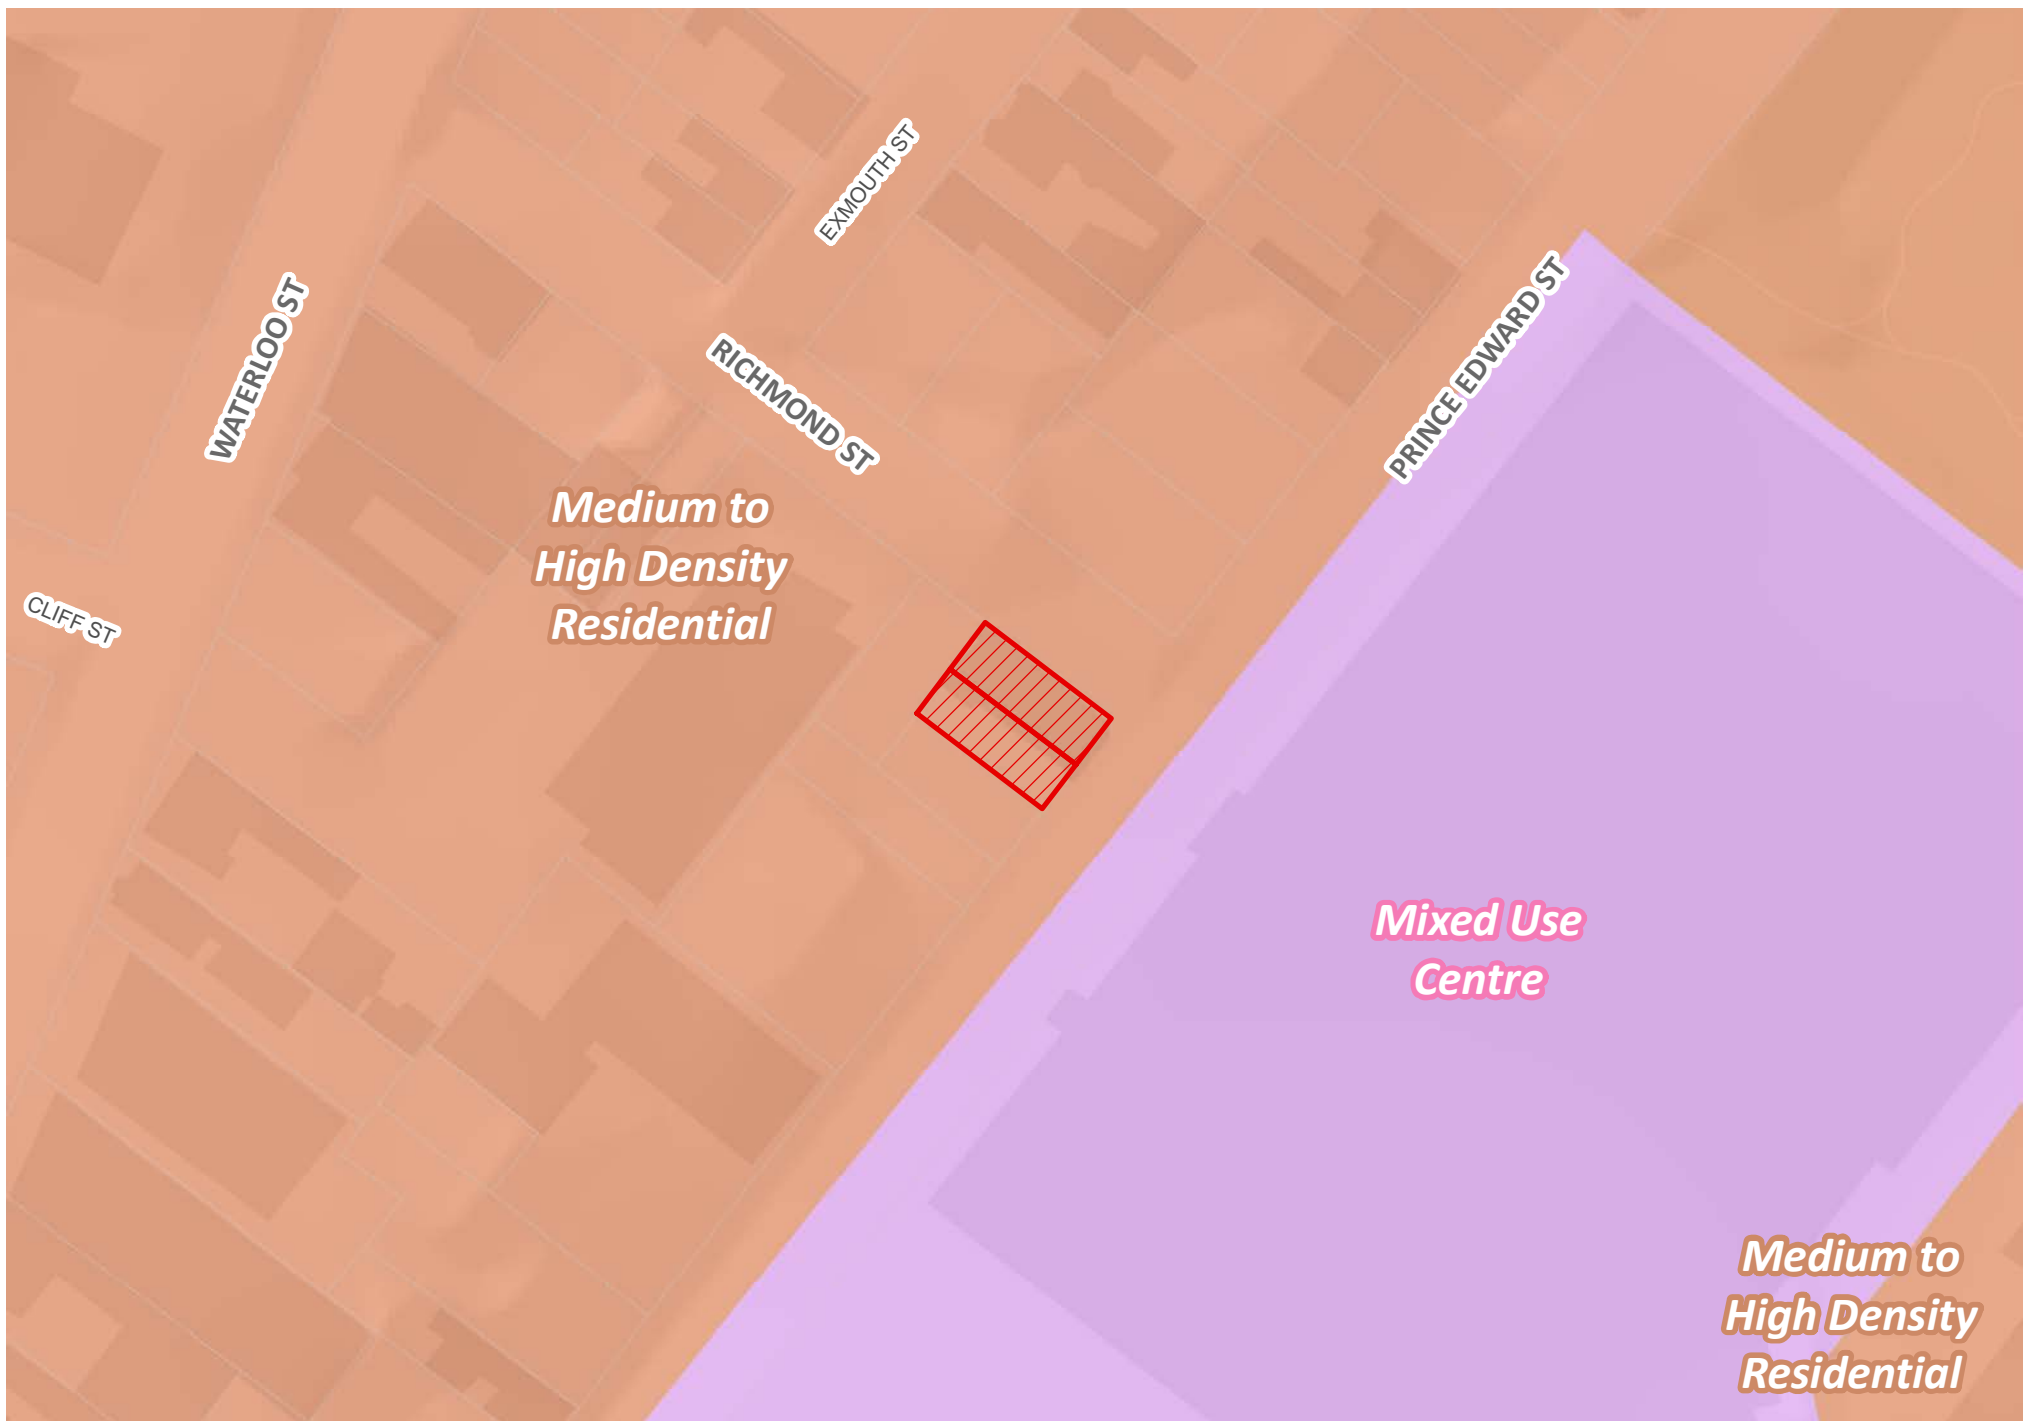 EXMOUTH ST
WATERLOO ST
RICHMOND ST
PRINCE EDWARD ST
Medium to
High Density
Residential
CLIFF ST
Mixed Use
Centre
Medium to
High Density
Residential